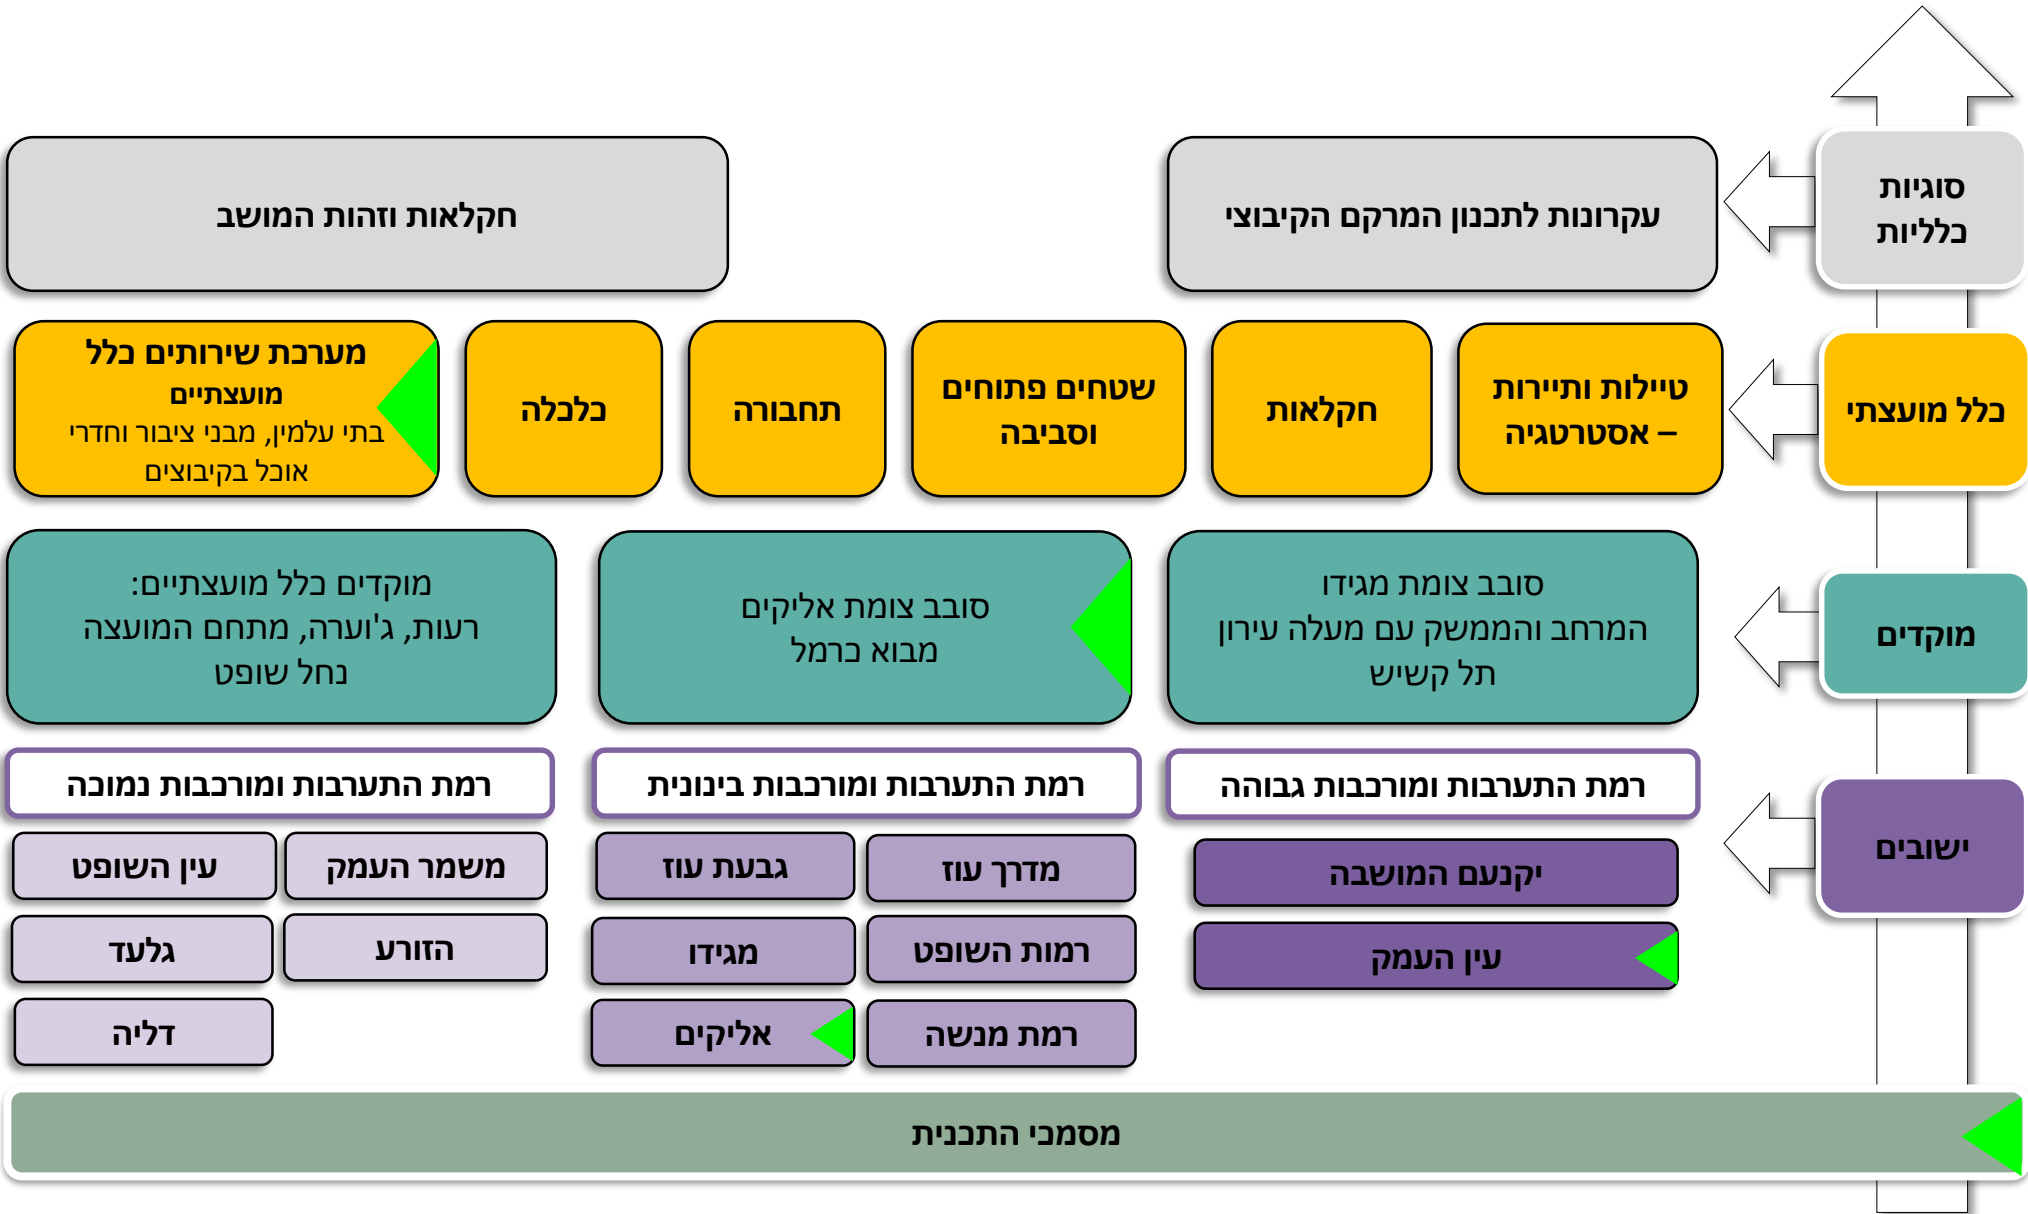 סוגיות
כלליות
עקרונות לתכנון המרקם הקיבוצי
חקלאות וזהות המושב
כלל מועצתי
טיילות ותיירות
– אסטרטגיה
חקלאות
שטחים פתוחים
וסביבה
תחבורה
כלכלה
מערכת שירותים כלל
מועצתיים
בתי עלמין, מבני ציבור וחדרי
אוכל בקיבוצים
מוקדים
סובב צומת מגידו
המרחב והממשק עם מעלה עירון
תל קשיש
סובב צומת אליקים
מבוא כרמל
מוקדים כלל מועצתיים:
רעות, ג'וערה, מתחם המועצה
נחל שופט
ישובים
רמת התערבות ומורכבות גבוהה
רמת התערבות ומורכבות בינונית
רמת התערבות ומורכבות נמוכה
יקנעם המושבה
עין העמק
מדרך עוז
גבעת עוז
רמות השופט
מגידו
רמת מנשה
אליקים
משמר העמק
עין השופט
הזורע
גלעד
דליה
מסמכי התכנית